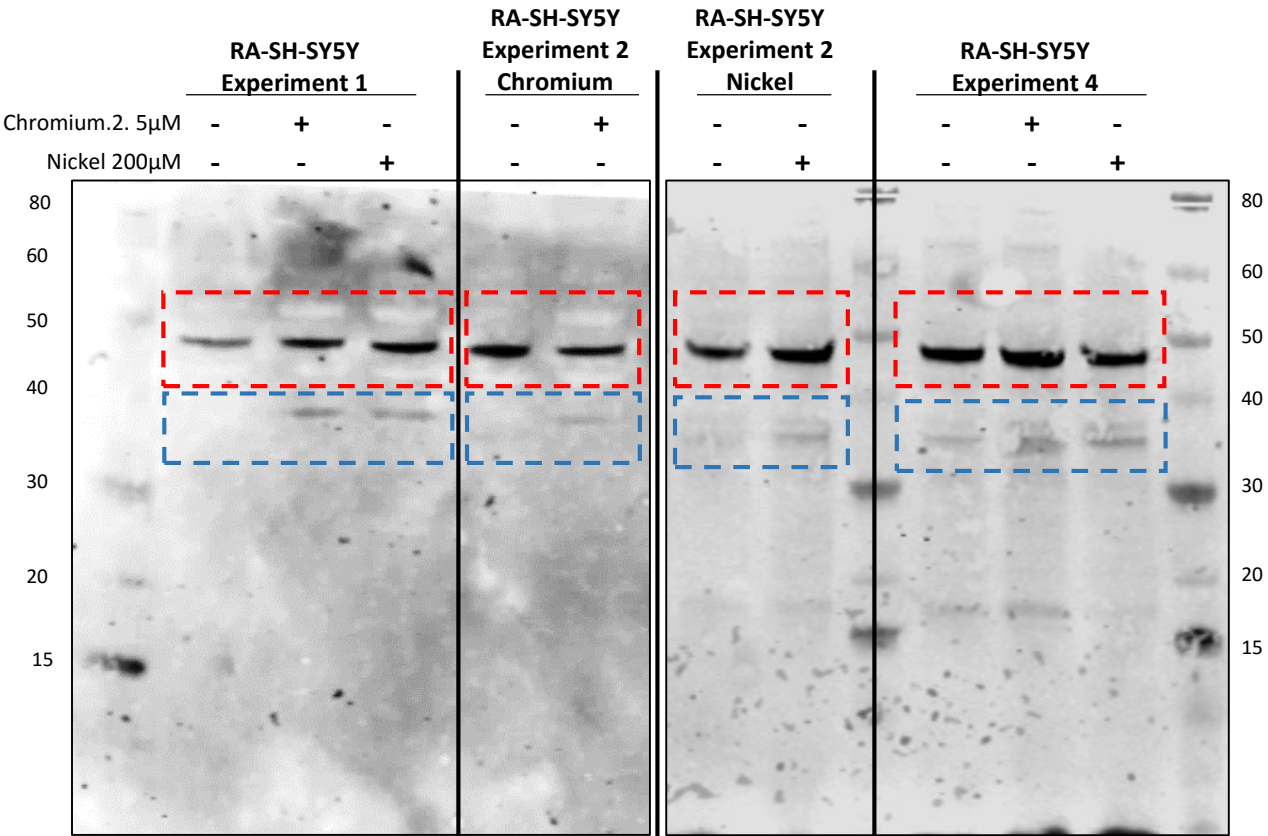 RA-SH-SY5Y
Experiment 1
RA-SH-SY5Y
Experiment 2
Chromium
RA-SH-SY5Y
Experiment 2
Nickel
RA-SH-SY5Y
Experiment 4
Chromium.2. 5µM - + - - + - - - + -
Nickel 200µM - - + - - - + - - +
80
60
50
40
30
20
15
80
60
50
40
30
20
15